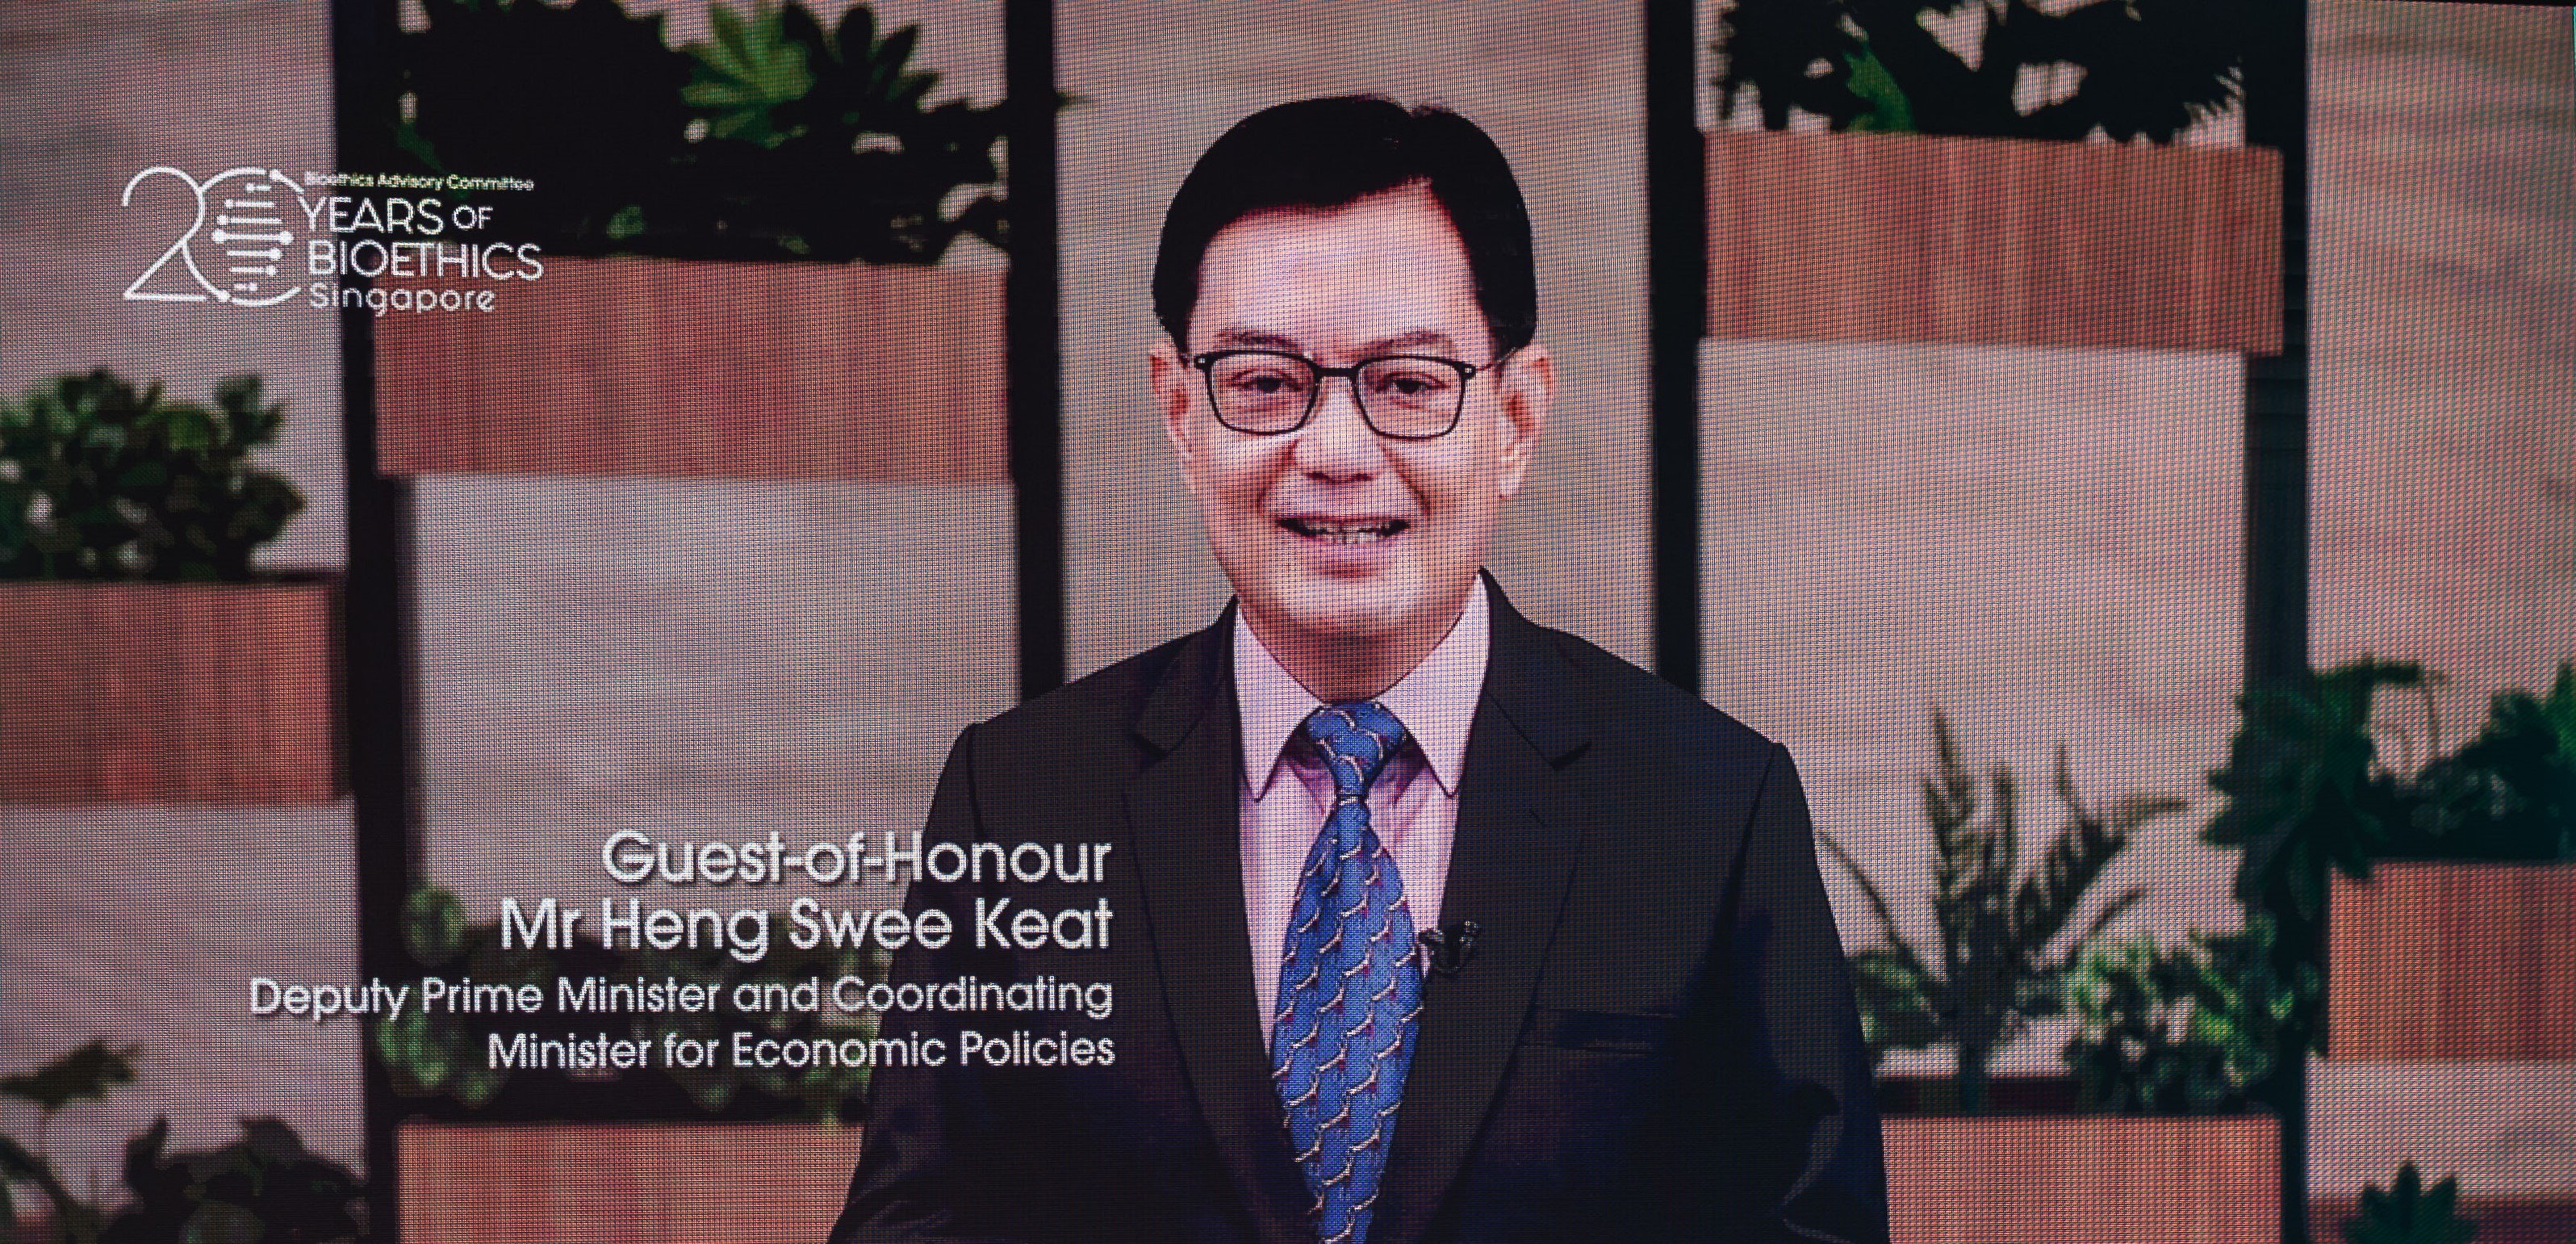 20
Bioethics Advisory Committee
YEARS OF
BIOETHICS
Singapore
Guest-of-Honour
Mr Heng Swee Keat
Deputy Prime Minister and Coordinating
Minister for Economic Policies